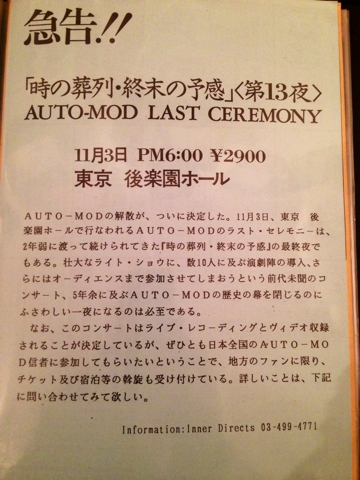 急告!!
「時の葬列・終末の予感」〈第13夜〉
AUTO-MOD LAST CEREMONY
11月3日 PM6:00 ¥2900
東京 後楽園ホール
AUTO-MODの解散が、ついに決定した。11月3日、東京 後
楽園ホールで行なわれるAUTO-MODのラスト・セレモニーは、
2年弱に渡って続けられてきた『時の葬列・終末の予感』の最終夜で
もある。壮大なライト・ショウに、数10人に及ぶ演劇陣の導入、さ
らにはオーディエンスまで参加させてしまおうという前代未聞のコ
ンサート、5年余に及ぶAUTO-MODの歴史の幕を閉じるのに
ふさわしい一夜になるのは必至である。
なお、このコンサートはライブ・レコーディングとヴィデオ収録
されることが決定しているが、ぜひとも日本全国のAUTO-MO
D信者に参加してもらいたいということで、地方のファンに限り、
チケット及び宿泊等の斡旋も受け付けている。詳しいことは、下記
に問い合わせてみて欲しい。
Information:Inner Directs 03-499-4771